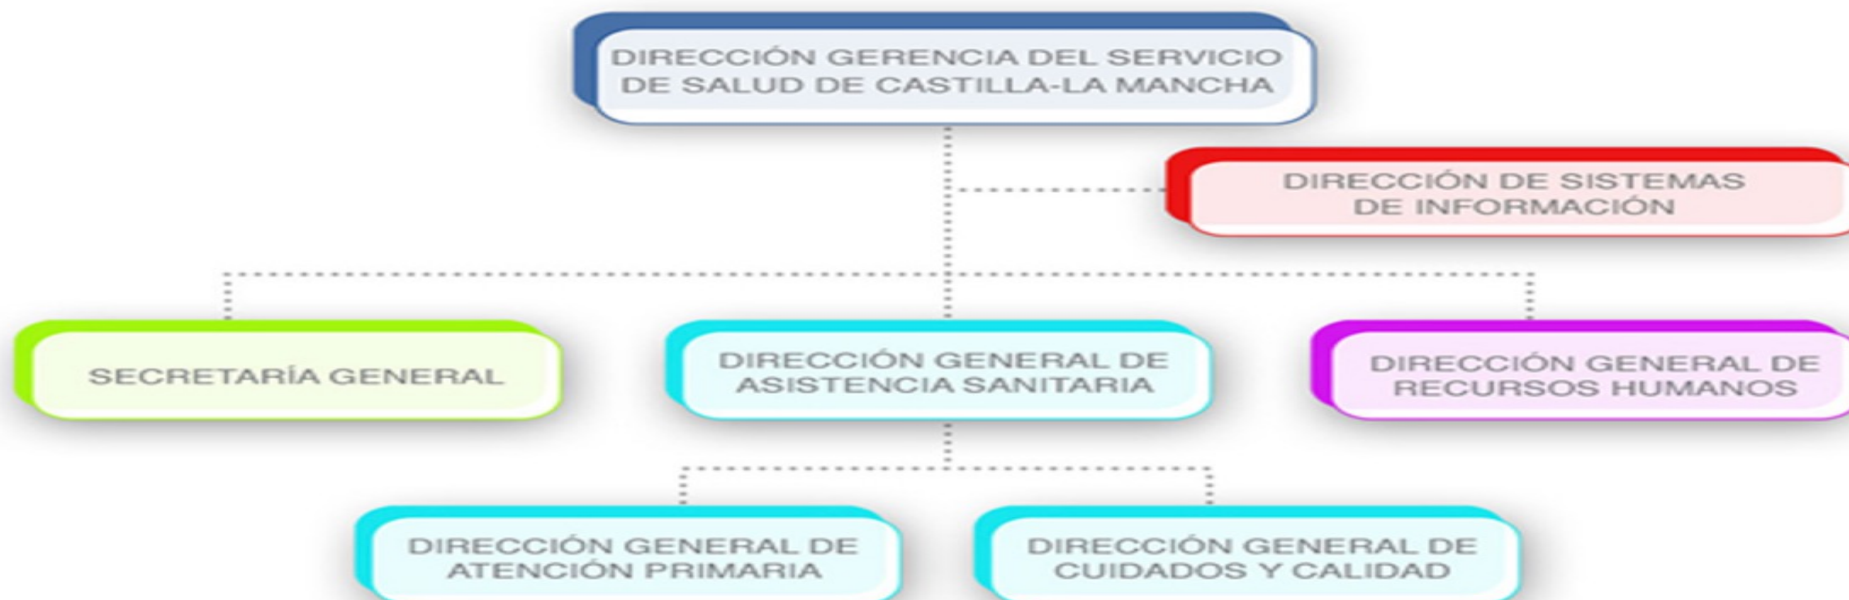 DIRECCIÓN GERENCIA DEL SERVICIO
DE SALUD DE CASTILLA-LA MANCHA
DIRECCIÓN DE SISTEMAS
DE INFORMACIÓN
SECRETARÍA GENERAL
DIRECCIÓN GENERAL DE
ASISTENCIA SANITARIA
DIRECCIÓN GENERAL DE
RECURSOS HUMANOS
DIRECCIÓN GENERAL DE
ATENCIÓN PRIMARIA
DIRECCIÓN GENERAL DE
CUIDADOS Y CALIDAD